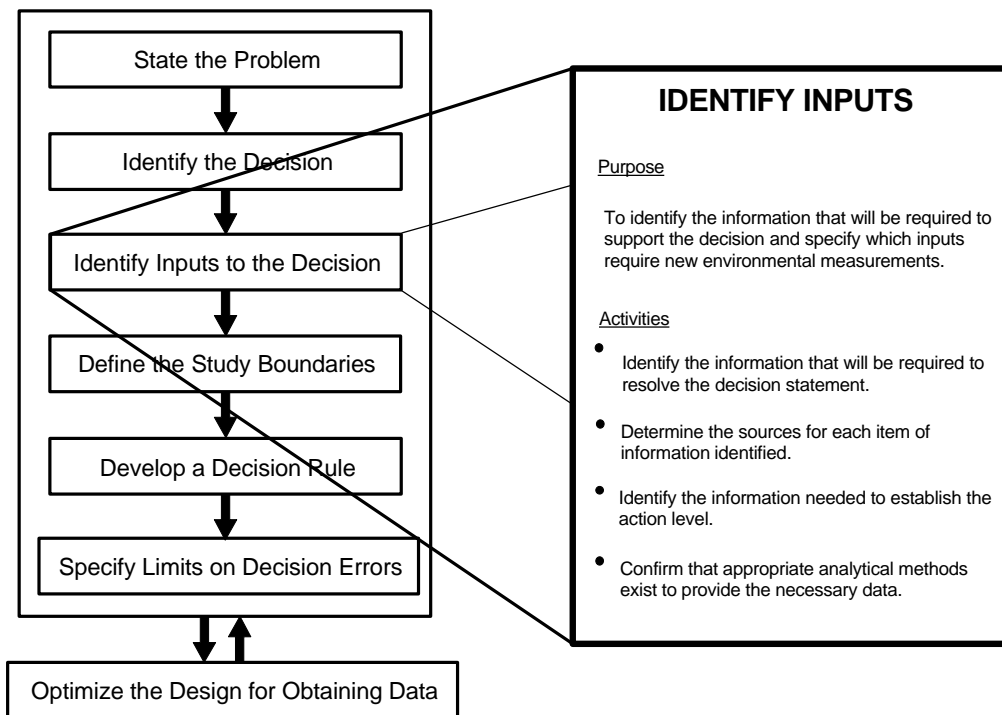 State the Problem
Identify the Decision
Identify Inputs to the Decision
Define the Study Boundaries
Develop a Decision Rule
Specify Limits on Decision Errors
Optimize the Design for Obtaining Data
IDENTIFY INPUTS
Purpose
To identify the information that will be required to
support the decision and specify which inputs
require new environmental measurements.
Activities
• Identify the information that will be required to
resolve the decision statement.
• Determine the sources for each item of
information identified.
• Identify the information needed to establish the
action level.
• Confirm that appropriate analytical methods
exist to provide the necessary data.